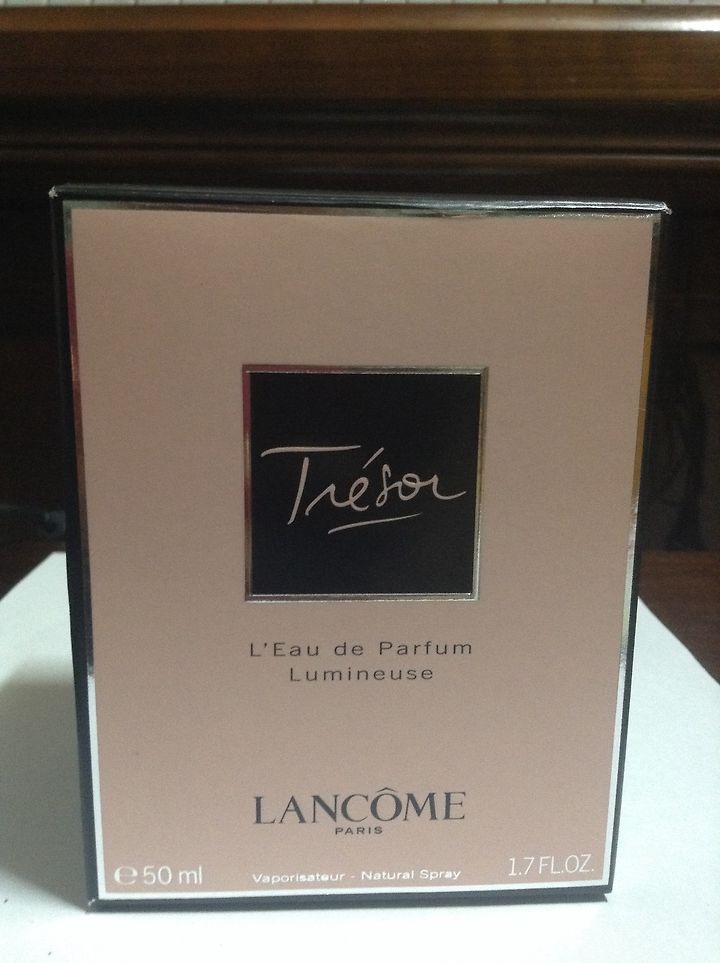 Trésor
L'Eau de Parfum
Lumineuse
LANCÔME
PARIS
℮50 ml Vaporisateur - Natural Spray 1.7 FL.OZ.